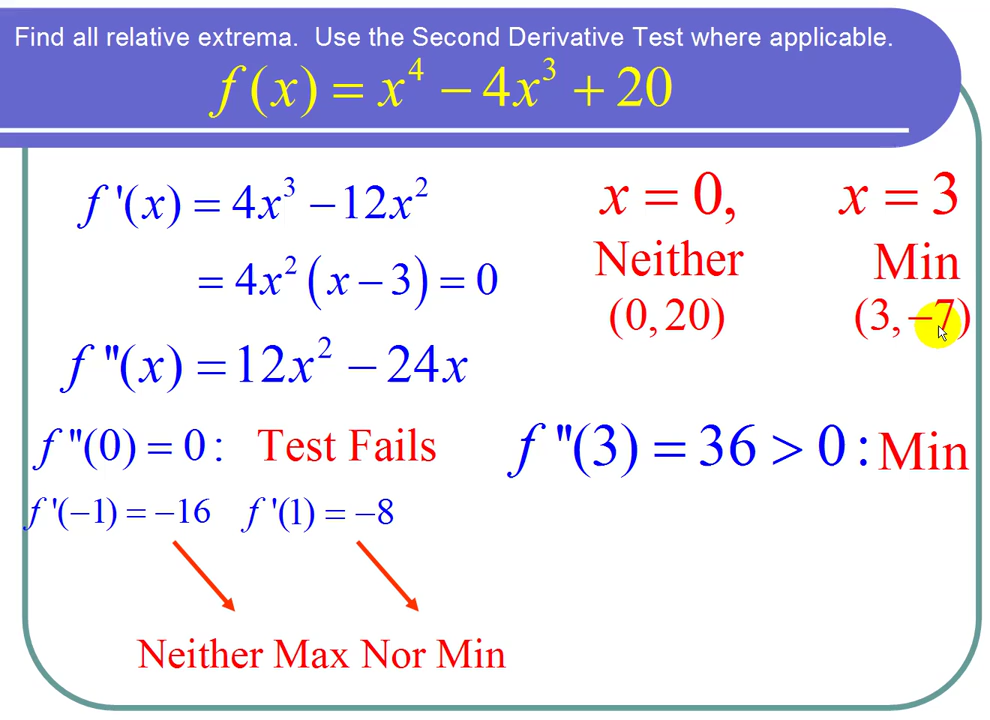 Find all relative extrema.  Use the Second Derivative Test where applicable.
f(x) = x⁴ − 4x³ + 20
f '(x) = 4x³ − 12x²
= 4x² (x − 3) = 0
f "(x) = 12x² − 24x
x = 0,
Neither
(0, 20)
x = 3
Min
(3, −7)
f "(0) = 0 : Test Fails
f '(−1) = −16 f '(1) = −8
Neither Max Nor Min
f "(3) = 36 > 0 : Min